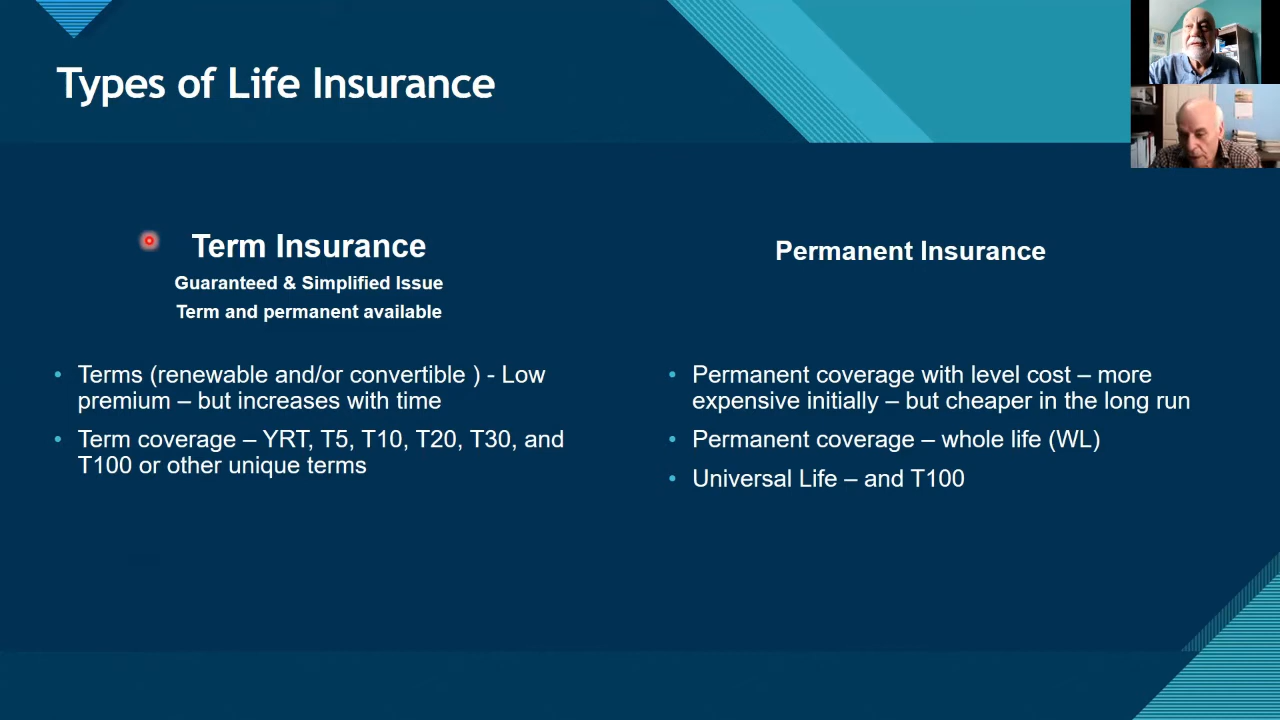 Types of Life Insurance
Term Insurance
Guaranteed & Simplified Issue
Term and permanent available
• Terms (renewable and/or convertible ) - Low
premium – but increases with time
• Term coverage – YRT, T5, T10, T20, T30, and
T100 or other unique terms
Permanent Insurance
• Permanent coverage with level cost – more
expensive initially – but cheaper in the long run
• Permanent coverage – whole life (WL)
• Universal Life – and T100